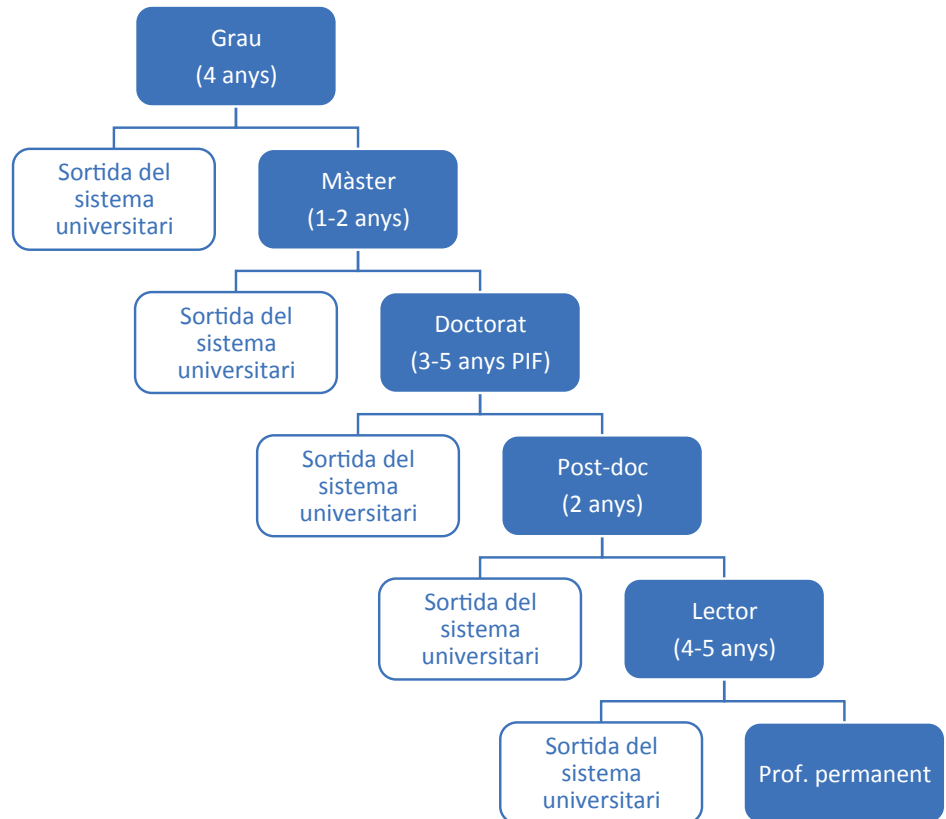 Grau
(4 anys)
Sortida del
sistema
universitari
Màster
(1-2 anys)
Sortida del
sistema
universitari
Doctorat
(3-5 anys PIF)
Sortida del
sistema
universitari
Post-doc
(2 anys)
Sortida del
sistema
universitari
Lector
(4-5 anys)
Sortida del
sistema
universitari
Prof. permanent